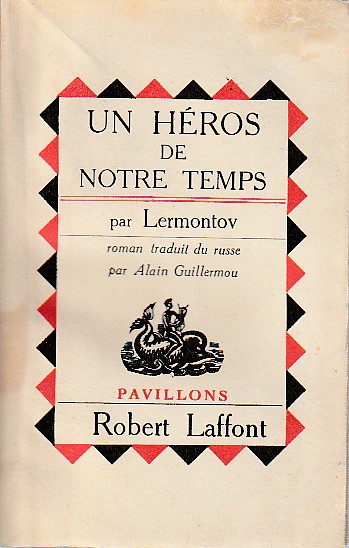 UN HÉROS
DE
NOTRE TEMPS
par Lermontov
roman traduit du russe
par Alain Guillermou
PAVILLONS
Robert Laffont